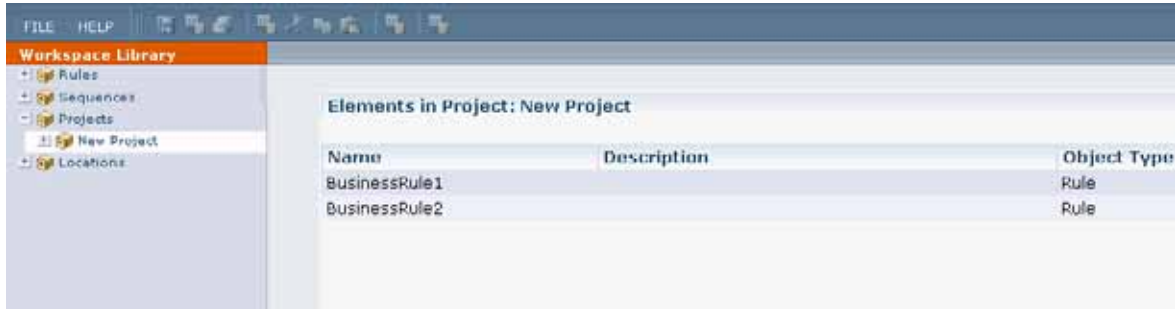 FILE HELP
Workspace Library
Rules
Sequences
Projects
New Project
Locations
Elements in Project: New Project
Name Description Object Type
BusinessRule1 Rule
BusinessRule2 Rule